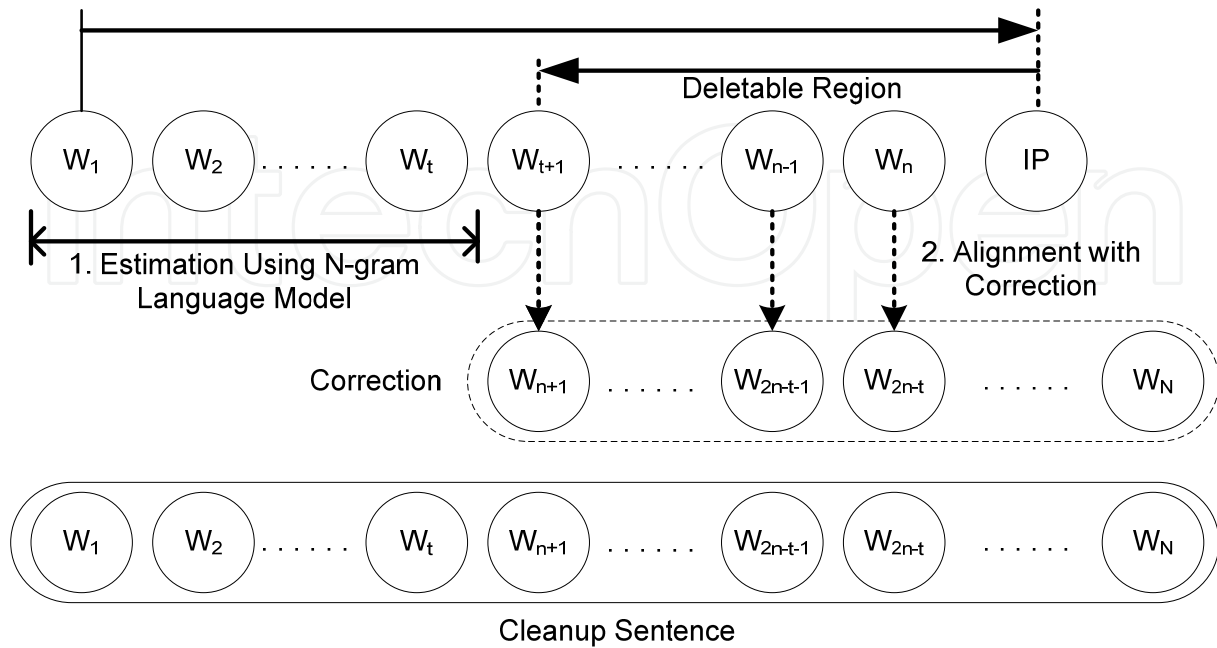 Deletable Region
W1 W2 ...... Wt Wt+1 ...... Wn-1 Wn IP
1. Estimation Using N-gram
Language Model
2. Alignment with
Correction
Correction Wn+1 ...... W2n-t-1 W2n-t ...... WN
W1 W2 ...... Wt Wn+1 ...... W2n-t-1 W2n-t ...... WN
Cleanup Sentence
IntechOpen